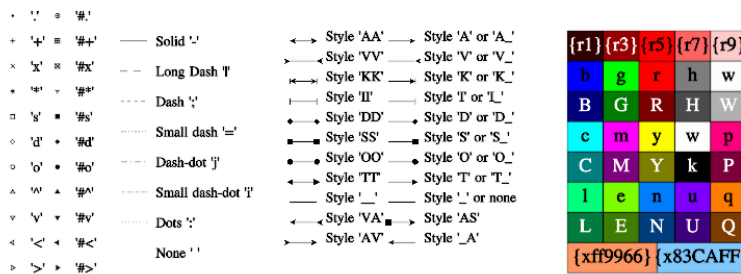 '.' '#.'
'+' '#+'
'x' '#x'
'*' '#*'
's' '#s'
'd' '#d'
'o' '#o'
'^' '#^'
'v' '#v'
'<' '#<'
'>' '#>'
Solid '-'
Long Dash '|'
Dash ';'
Small dash '='
Dash-dot 'j'
Small dash-dot 'i'
Dots ':'
None ' '
Style 'AA' Style 'A' or 'A_'
Style 'VV' Style 'V' or 'V_'
Style 'KK' Style 'K' or 'K_'
Style 'II' Style 'I' or 'I_'
Style 'DD' Style 'D' or 'D_'
Style 'SS' Style 'S' or 'S_'
Style 'OO' Style 'O' or 'O_'
Style 'TT' Style 'T' or 'T_'
Style '__' Style '_' or none
Style 'VA' Style 'AS'
Style 'AV' Style '_A'
{r1} {r3} {r5} {r7} {r9}
b g r h w
B G R H W
c m y w p
C M Y k P
l e n u q
L E N U Q
{xff9966} {x83CAFF